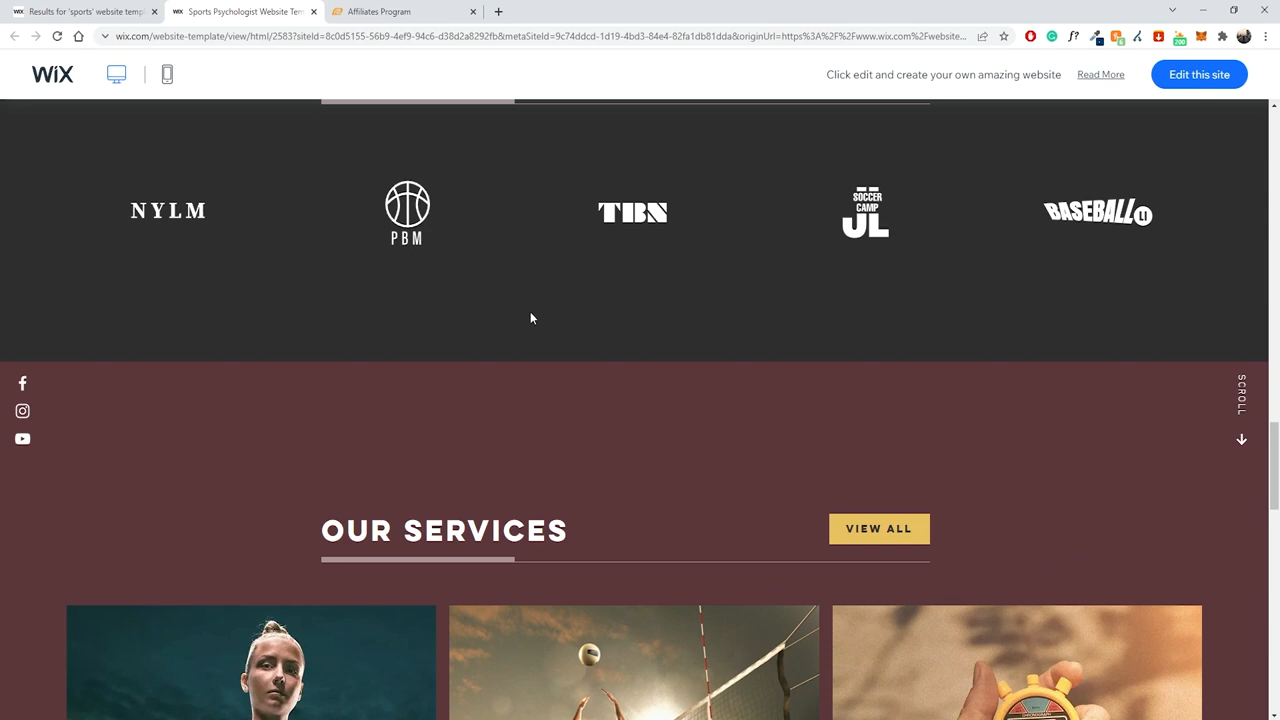 Results for 'sports' website temp
Sports Psychologist Website Tem
Affiliates Program
wix.com/website-template/view/html/2583?siteId=8c0d5155-56b9-4ef9-94c6-d38d2a8292fb&metaSiteId=9c74ddcd-1d19-4bd3-84e4-82fa1db81dda&originUrl=https%3A%2F%2Fwww.wix.com%2Fwebsite...
200
WiX
Click edit and create your own amazing website
Read More
Edit this site
NYLM
PBM
TBN
SOCCER
CAMP
JL
BASEBALL LI
SCROLL
OUR SERVICES
VIEW ALL